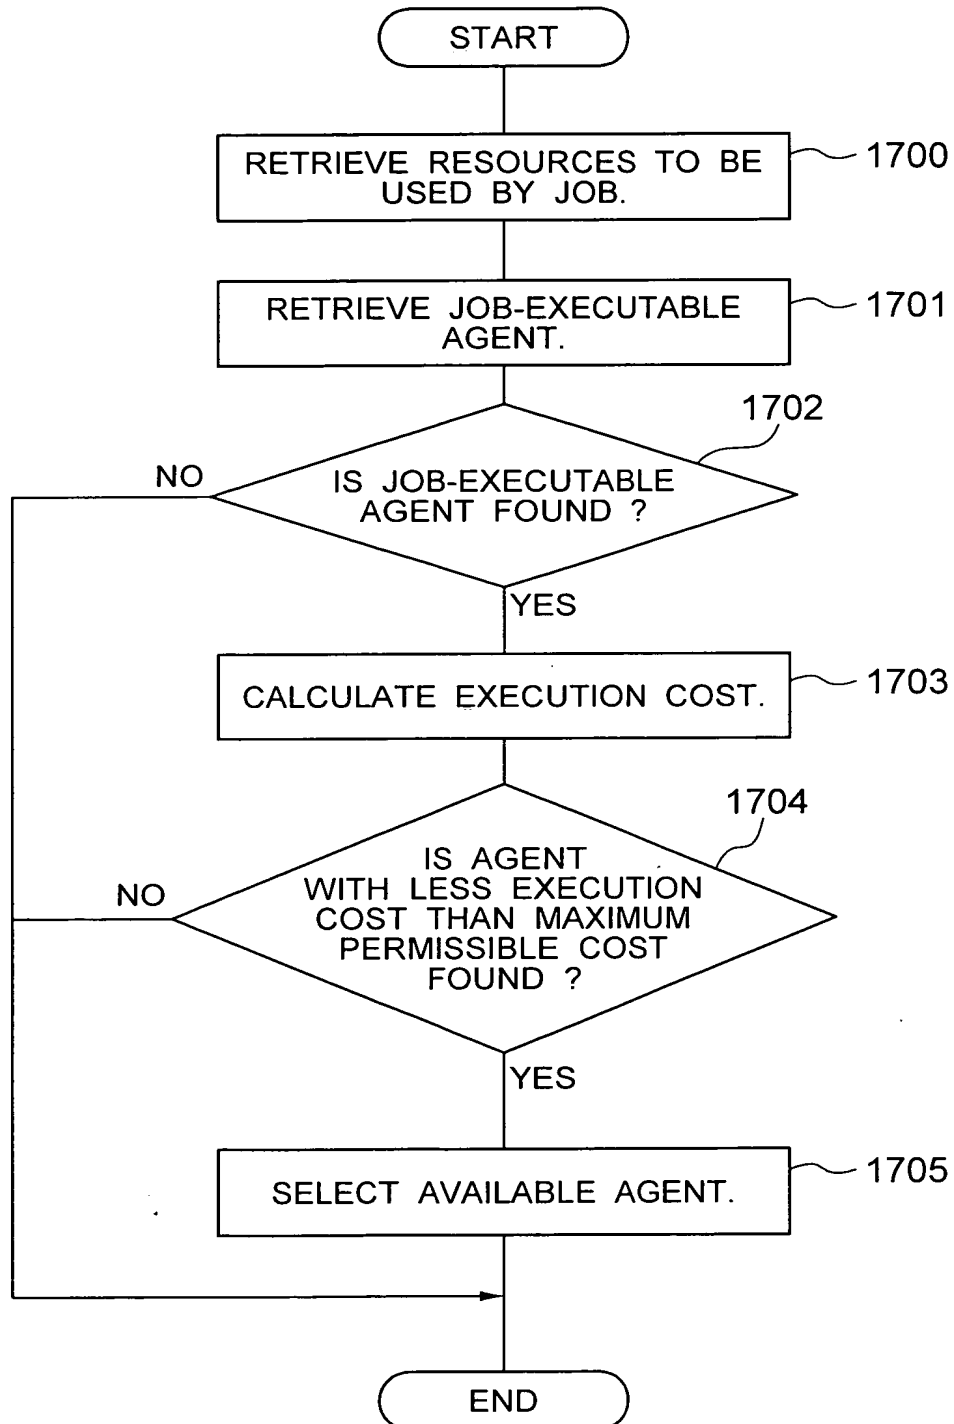 START
RETRIEVE RESOURCES TO BE
USED BY JOB.
1700
RETRIEVE JOB-EXECUTABLE
AGENT.
1701
1702
NO
IS JOB-EXECUTABLE
AGENT FOUND ?
YES
CALCULATE EXECUTION COST.
1703
1704
NO
IS AGENT
WITH LESS EXECUTION
COST THAN MAXIMUM
PERMISSIBLE COST
FOUND ?
YES
SELECT AVAILABLE AGENT.
1705
END